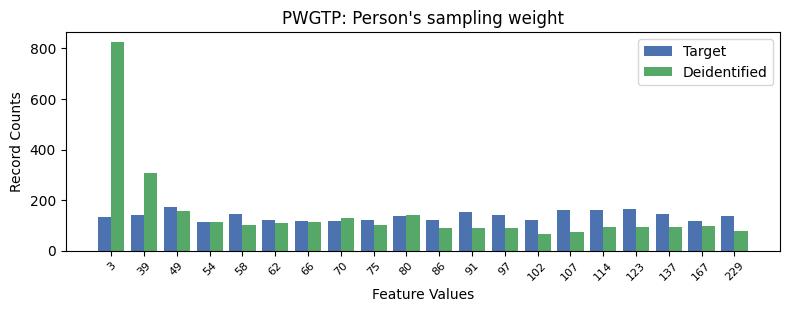 PWGTP: Person's sampling weight
Target
Deidentified
800
600
400
200
0
Record Counts
3 39 49 54 58 62 66 70 75 80 86 91 97 102 107 114 123 137 167 229
Feature Values